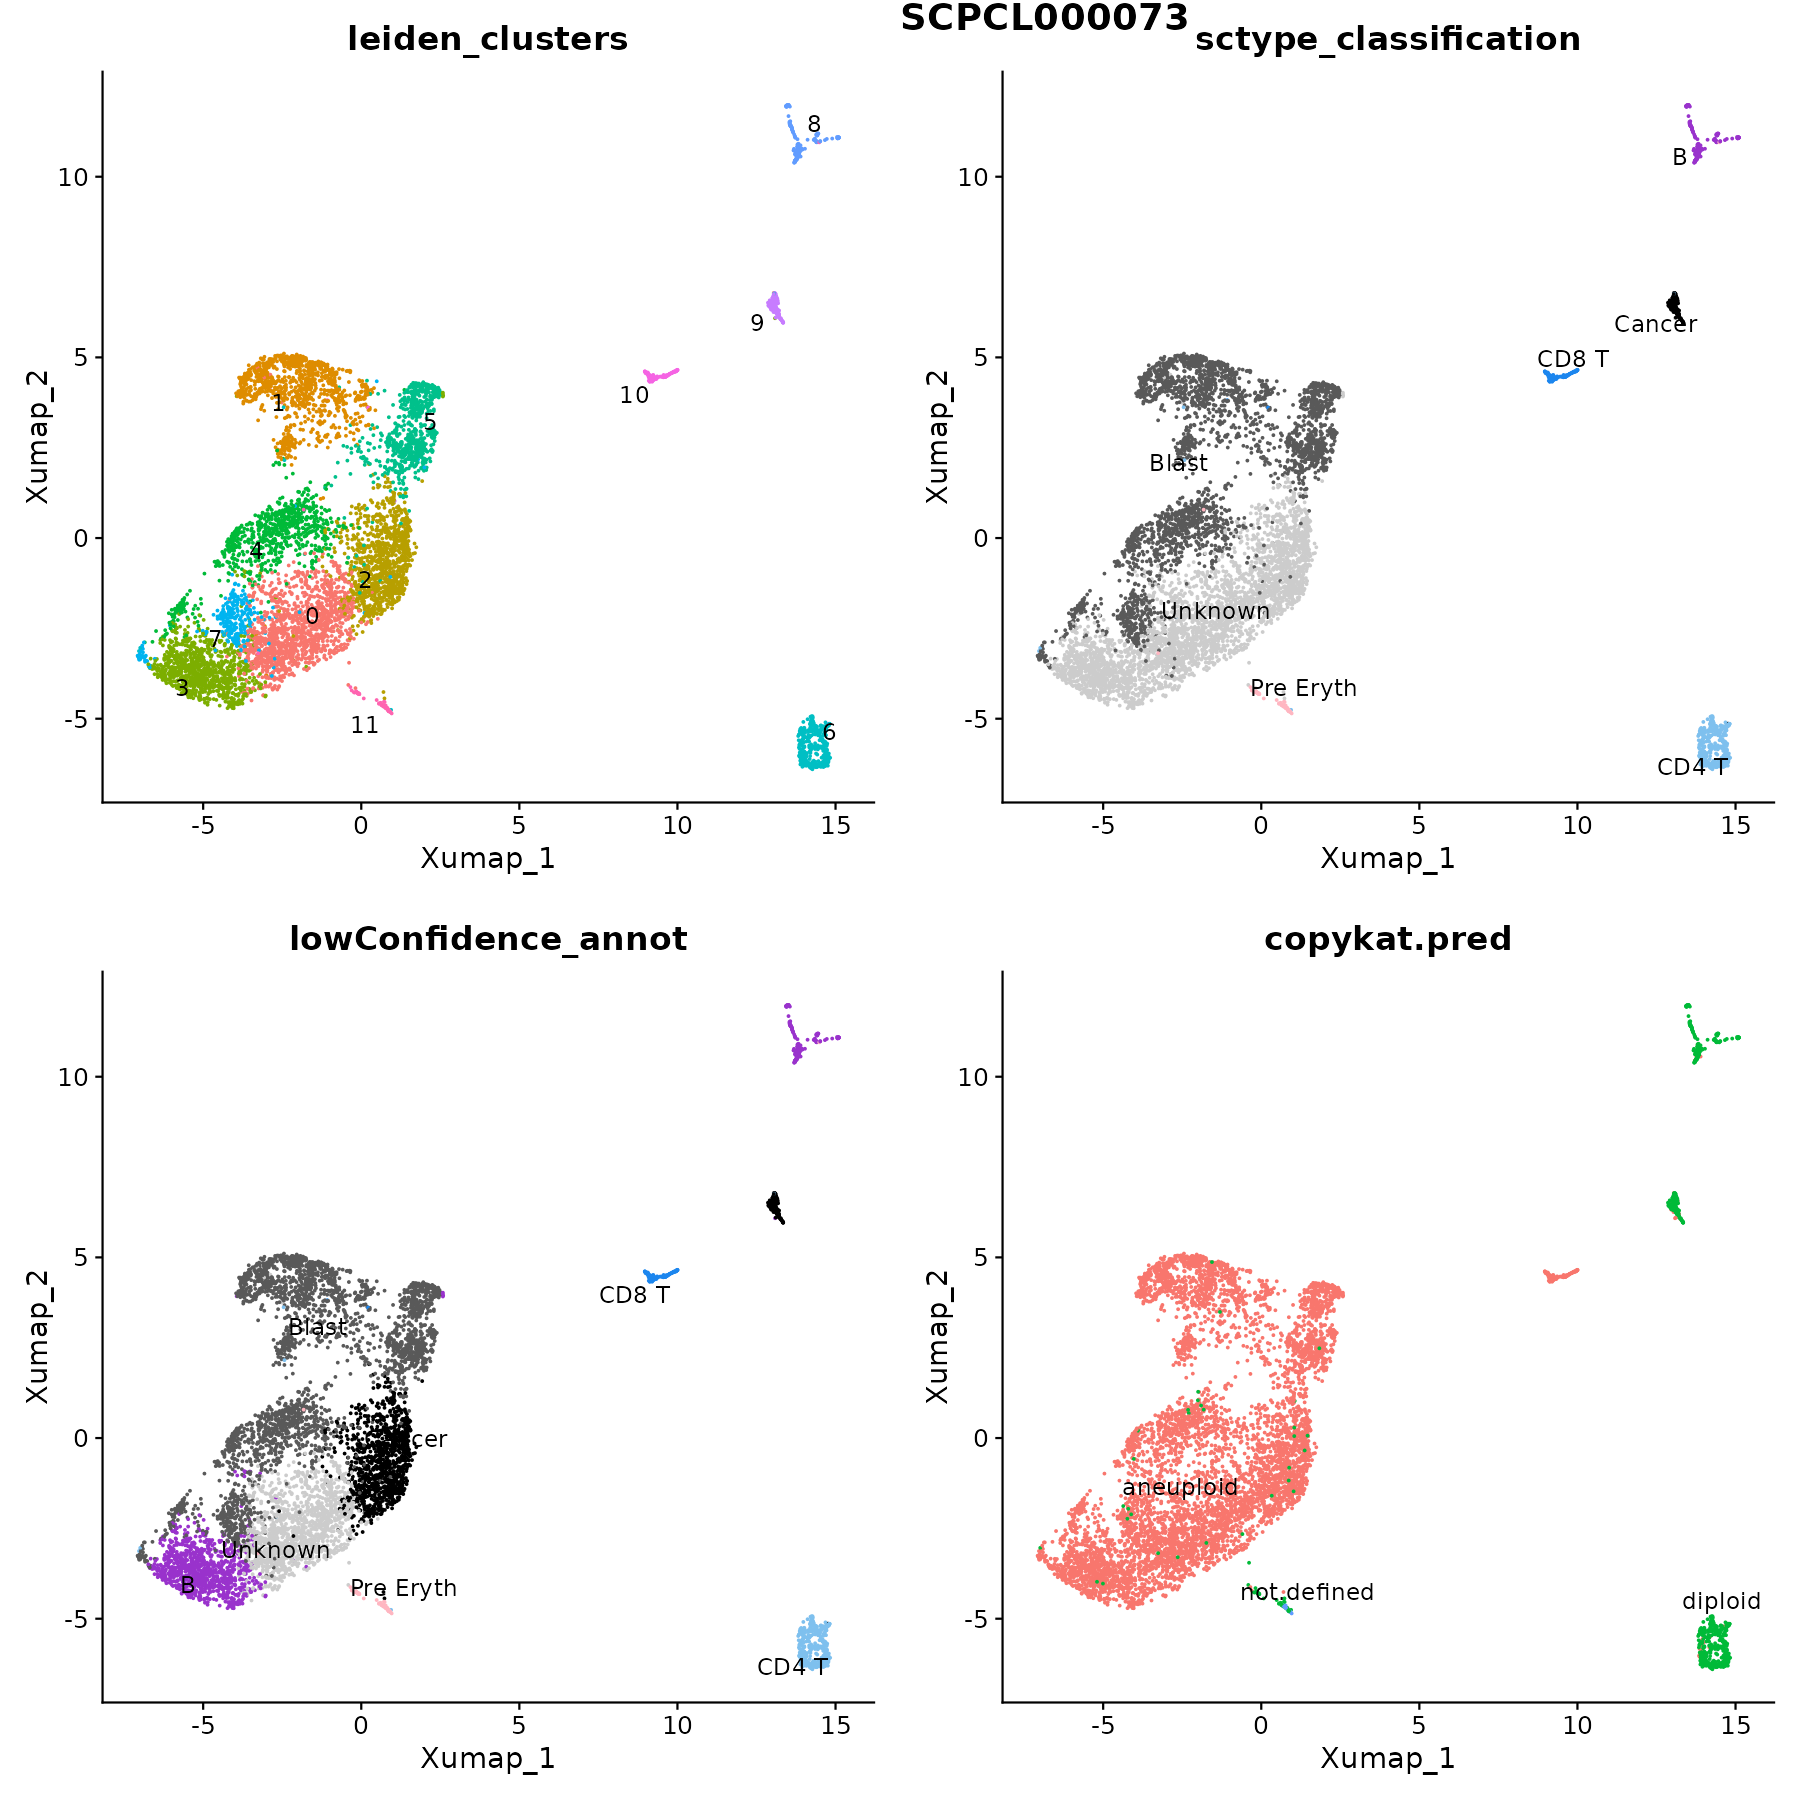 SCPCL000073
leiden_clusters
8
10
9
5
10
1
5
Xumap_2
0
4
2
0
7
3
-5
11
6
-5
0
5
10
15
Xumap_1
sctype_classification
B
10
Cancer
CD8 T
5
Blast
Xumap_2
0
Unknown
Pre Eryth
-5
CD4 T
-5
0
5
10
15
Xumap_1
lowConfidence_annot
10
5
CD8 T
Blast
Xumap_2
0
cer
Unknown
B
Pre Eryth
-5
CD4 T
-5
0
5
10
15
Xumap_1
copykat.pred
10
5
Xumap_2
0
aneuploid
not.defined
diploid
-5
-5
0
5
10
15
Xumap_1